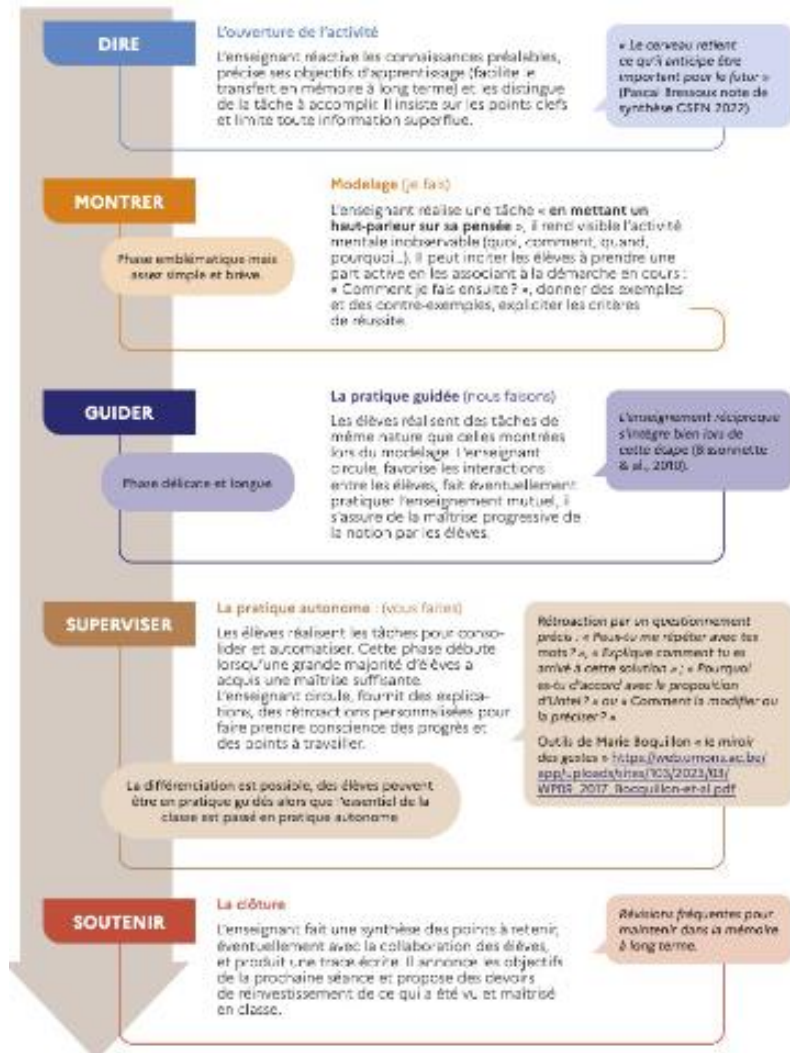 DIRE
L'ouverture de l'activité
L'enseignant réactive les connaissances préalables,
précise ses objectifs d'apprentissage (facilite le
transfert en mémoire à long terme) et les distingue
de la tâche à accomplir. Il insiste sur les points clefs
et limite toute information superflue.
« Le cerveau retient
ce qu'il anticipe être
important pour le futur »
(Pascal Bressoux note de
synthèse CSEN 2022)
MONTRER
Phase emblématique mais
assez simple et brève.
Modelage (je fais)
L'enseignant réalise une tâche « en mettant un
haut-parleur sur sa pensée », il rend visible l'activité
mentale inobservable (quoi, comment, quand,
pourquoi...). Il peut inciter les élèves à prendre une
part active en les associant à la démarche en cours :
« Comment je fais ensuite ? », donner des exemples
et des contre-exemples, expliciter les critères
de réussite.
GUIDER
Phase délicate et longue
La pratique guidée (nous faisons)
Les élèves réalisent des tâches de
même nature que celles montrées
lors du modelage. L'enseignant
circule, favorise les interactions
entre les élèves, fait éventuellement
pratiquer l'enseignement mutuel, il
s'assure de la maîtrise progressive de
la notion par les élèves.
L'enseignement réciproque
s'intègre bien lors de
cette étape (Bissonnette
& al., 2010).
SUPERVISER
La pratique autonome : (vous faites)
Les élèves réalisent les tâches pour conso-
lider et automatiser. Cette phase débute
lorsqu'une grande majorité d'élèves a
acquis une maîtrise suffisante.
L'enseignant circule, fournit des explica-
tions, des rétroactions personnalisées pour
faire prendre conscience des progrès et
des points à travailler.
La différenciation est possible, des élèves peuvent
être en pratique guidés alors que l'essentiel de la
classe est passé en pratique autonome
Rétroaction par un questionnement
précis : « Peux-tu me répéter avec tes
mots ? », « Explique comment tu es
arrivé à cette solution » ; « Pourquoi
es-tu d'accord avec la proposition
d'Untel ? » ou « Comment la modifier ou
la préciser ? »
Outils de Marie Boquillon « le miroir
des gestes » https://web.umons.ac.be/
app/uploads/sites/103/2023/03/
WP09_2017_Bocquillon-et-al.pdf
SOUTENIR
La clôture
L'enseignant fait une synthèse des points à retenir,
éventuellement avec la collaboration des élèves,
et produit une trace écrite. Il annonce les objectifs
de la prochaine séance et propose des devoirs
de réinvestissement de ce qui a été vu et maîtrisé
en classe.
Révisions fréquentes pour
maintenir dans la mémoire
à long terme.